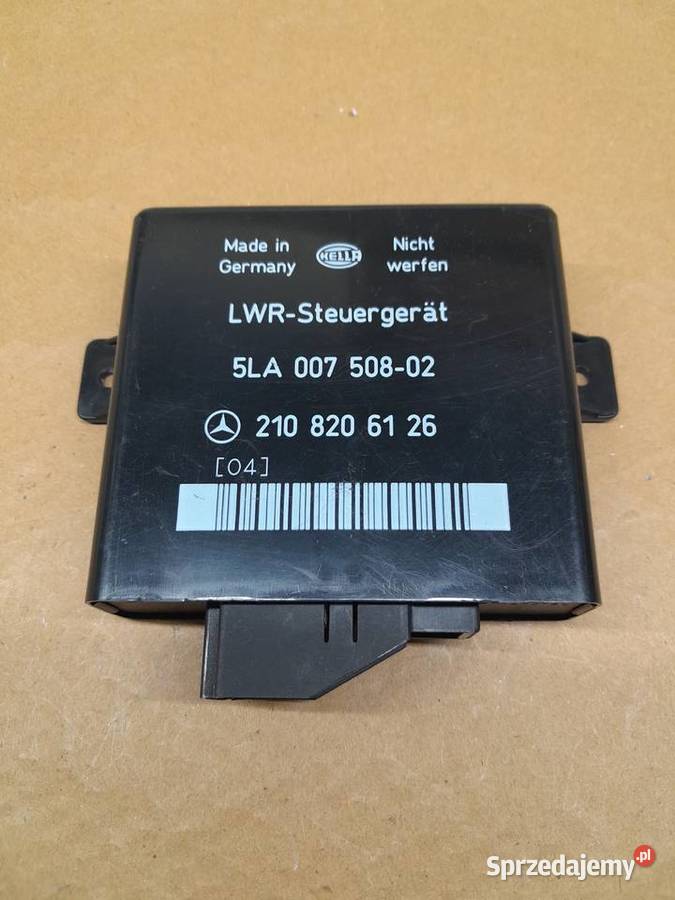 Made in
Germany
HELLA
Nicht
werfen
LWR-Steuergerät
5LA 007 508-02
210 820 61 26
[04]
Sprzedajemy.pl